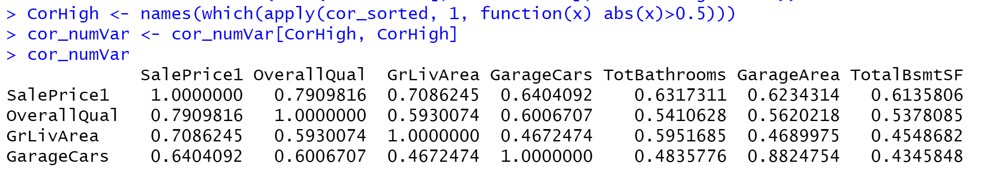 > CorHigh <- names(which(apply(cor_sorted, 1, function(x) abs(x)>0.5)))
> cor_numVar <- cor_numVar[CorHigh, CorHigh]
> cor_numVar
SalePrice1 OverallQual GrLivArea GarageCars TotBathrooms GarageArea TotalBsmtSF
SalePrice1 1.0000000 0.7909816 0.7086245 0.6404092 0.6317311 0.6234314 0.6135806
OverallQual 0.7909816 1.0000000 0.5930074 0.6006707 0.5410628 0.5620218 0.5378085
GrLivArea 0.7086245 0.5930074 1.0000000 0.4672474 0.5951685 0.4689975 0.4548682
GarageCars 0.6404092 0.6006707 0.4672474 1.0000000 0.4835776 0.8824754 0.4345848